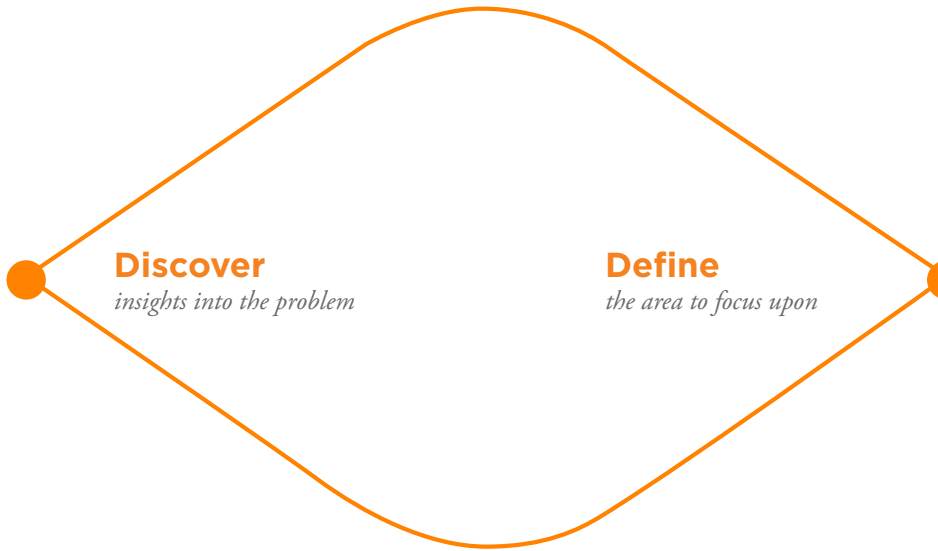 Discover
insights into the problem
Define
the area to focus upon